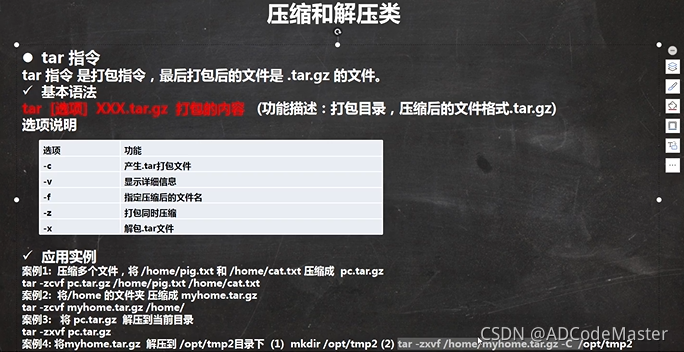 压缩和解压类
● tar 指令
tar 指令 是打包指令，最后打包后的文件是 .tar.gz 的文件。
✓ 基本语法
tar [选项] XXX.tar.gz 打包的内容 (功能描述：打包目录，压缩后的文件格式.tar.gz)
选项说明
选项 功能
-c 产生.tar打包文件
-v 显示详细信息
-f 指定压缩后的文件名
-z 打包同时压缩
-x 解包.tar文件
✓ 应用实例
案例1: 压缩多个文件，将 /home/pig.txt 和 /home/cat.txt 压缩成 pc.tar.gz
tar -zcvf pc.tar.gz /home/pig.txt /home/cat.txt
案例2: 将/home 的文件夹 压缩成 myhome.tar.gz
tar -zcvf myhome.tar.gz /home/
案例3: 将 pc.tar.gz 解压到当前目录
tar -zxvf pc.tar.gz
案例4: 将myhome.tar.gz 解压到 /opt/tmp2目录下 (1) mkdir /opt/tmp2 (2) tar -zxvf /home/myhome.tar.gz -C /opt/tmp2
CSDN @ADCodeMaster